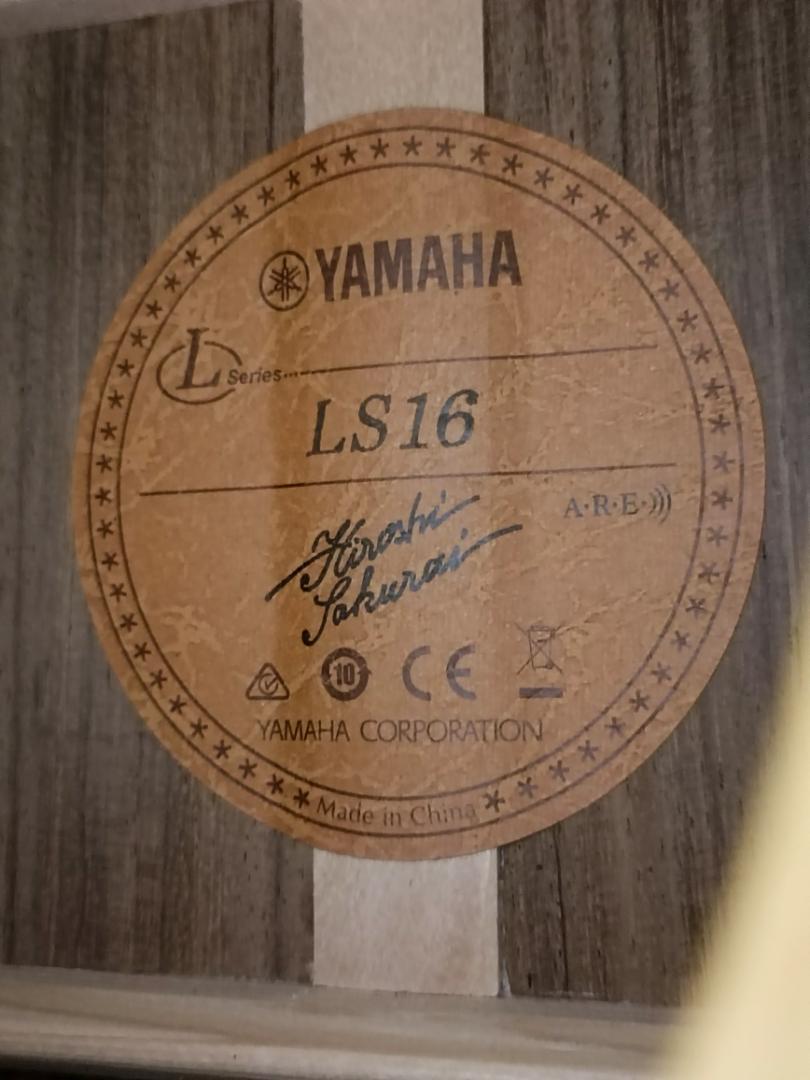 YAMAHA
L Series
LS16
A·R·E·)))
Hiroshi
Sakurai
10
CE
YAMAHA CORPORATION
Made in China